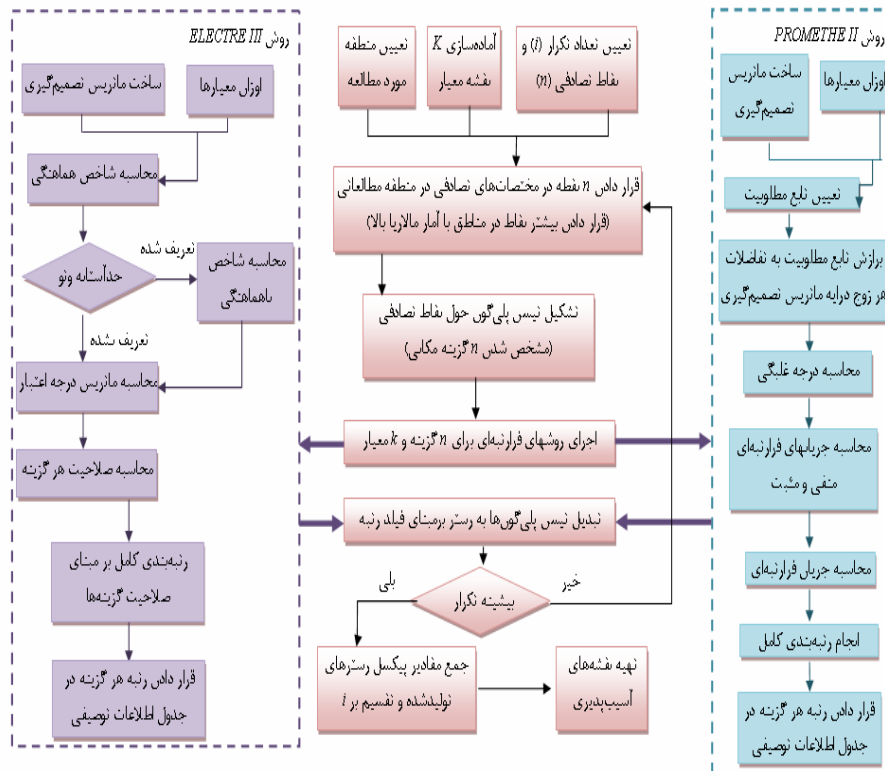 روش ELECTRE III
ساخت ماتریس تصمیم‌گیری
اوزان معیارها
محاسبه شاخص هماهنگی
حدآستانه وتو
تعریف شده
محاسبه شاخص
ناهماهنگی
تعریف نشده
محاسبه ماتریس درجه اعتبار
محاسبه صلاحیت هر گزینه
رتبه‌بندی کامل بر مبنای
صلاحیت گزینه‌ها
قرار دادن رتبه هر گزینه در
جدول اطلاعات توصیفی
تعیین منطقه
مورد مطالعه
آماده‌سازی K
نقشه معیار
تعیین تعداد تکرار (i) و
نقاط تصادفی (n)
قرار دادن n نقطه در مختصات‌های تصادفی در منطقه مطالعاتی
(قرار دادن بیشتر نقاط در مناطق با آمار مالاریا بالا)
تشکیل تیسن پلی‌گون حول نقاط تصادفی
(مشخص شدن n گزینه مکانی)
اجرای روشهای فرارتبه‌ای برای n گزینه و k معیار
تبدیل تیسن پلی‌گون‌ها به رستر برمبنای فیلد رتبه
بیشینه تکرار
بلی
خیر
جمع مقادیر پیکسل رسترهای
تولیدشده و تقسیم بر i
تهیه نقشه‌های
آسیب‌پذیری
روش PROMETHE II
ساخت ماتریس
تصمیم‌گیری
اوزان معیارها
تعیین تابع مطلوبیت
برازش تابع مطلوبیت به تفاضلات
هر زوج درایه ماتریس تصمیم‌گیری
محاسبه درجه غلبگی
محاسبه جریانهای فرارتبه‌ای
منفی و مثبت
محاسبه جریان فرارتبه‌ای
انجام رتبه‌بندی کامل
قرار دادن رتبه هر گزینه در
جدول اطلاعات توصیفی